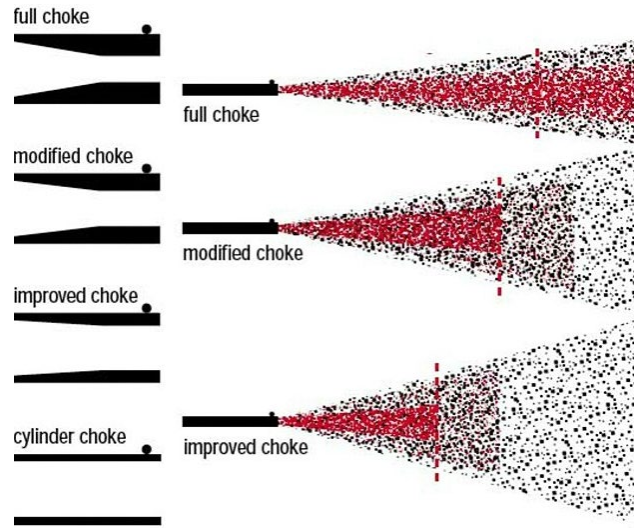 full choke
full choke
modified choke
modified choke
improved choke
cylinder choke
improved choke